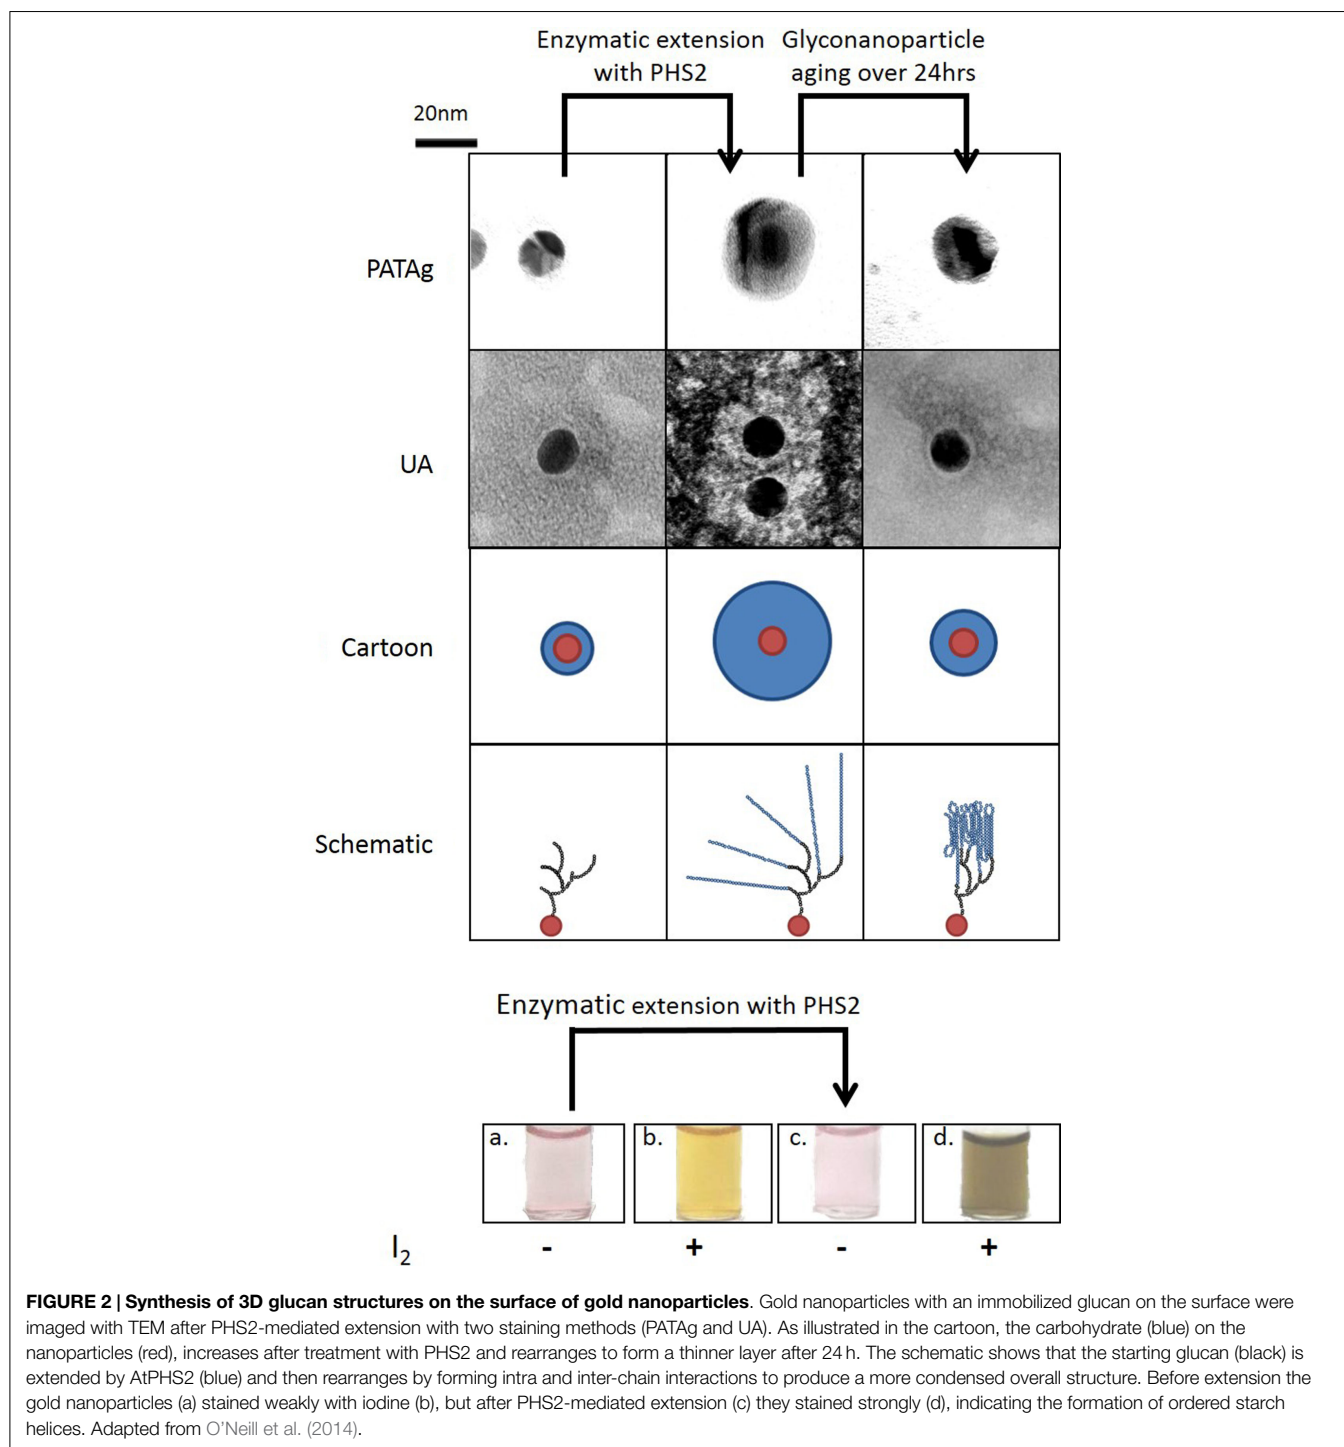 Enzymatic extension
with PHS2
Glyconanoparticle
aging over 24hrs
20nm
PATAg
UA
Cartoon
Schematic
Enzymatic extension with PHS2
a.
b.
c.
d.
I2
-
+
-
+
FIGURE 2 | Synthesis of 3D glucan structures on the surface of gold nanoparticles. Gold nanoparticles with an immobilized glucan on the surface were
imaged with TEM after PHS2-mediated extension with two staining methods (PATAg and UA). As illustrated in the cartoon, the carbohydrate (blue) on the
nanoparticles (red), increases after treatment with PHS2 and rearranges to form a thinner layer after 24 h. The schematic shows that the starting glucan (black) is
extended by AtPHS2 (blue) and then rearranges by forming intra and inter-chain interactions to produce a more condensed overall structure. Before extension the
gold nanoparticles (a) stained weakly with iodine (b), but after PHS2-mediated extension (c) they stained strongly (d), indicating the formation of ordered starch
helices. Adapted from O’Neill et al. (2014).